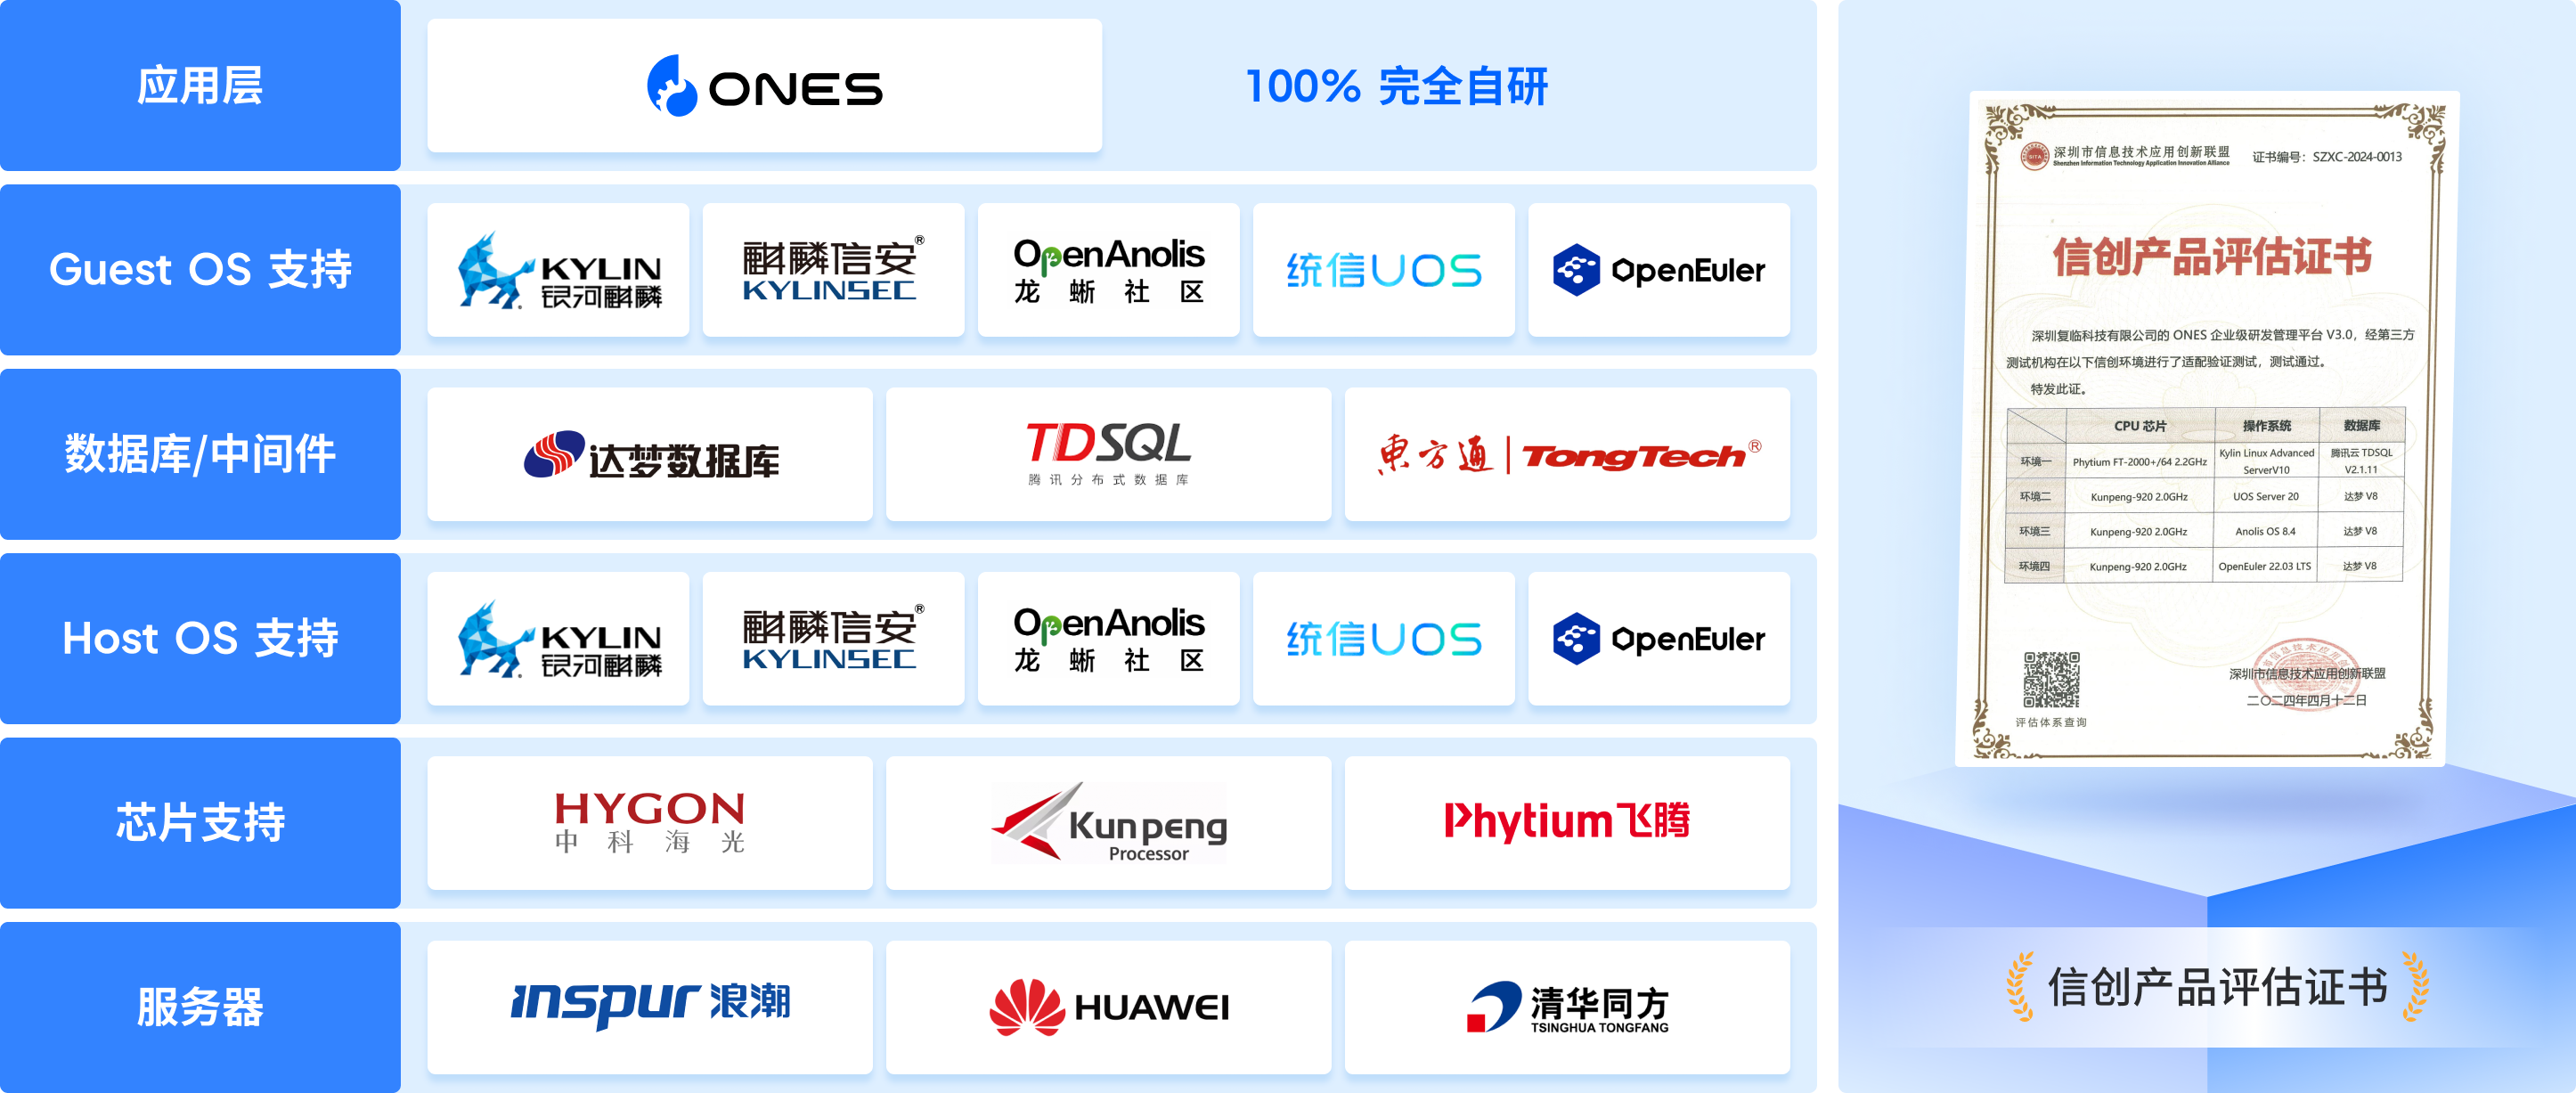 应用层
ONES
100% 完全自研
Guest OS 支持
KYLIN
银河麒麟
麒麟信安®
KYLINSEC
OpenAnolis
龙蜥社区
统信UOS
OpenEuler
数据库/中间件
达梦数据库
TDSQL
腾讯分布式数据库
東方通 | TongTech®
Host OS 支持
KYLIN
银河麒麟
麒麟信安®
KYLINSEC
OpenAnolis
龙蜥社区
统信UOS
OpenEuler
芯片支持
HYGON
中科海光
Kunpeng
Processor
Phytium飞腾
服务器
inspur 浪潮
HUAWEI
清华同方
TSINGHUA TONGFANG
深圳市信息技术应用创新联盟
Shenzhen Information Technology Application Innovation Alliance
证书编号：SZXC-2024-0013
信创产品评估证书
深圳复临科技有限公司的 ONES 企业级研发管理平台 V3.0，经第三方
测试机构在以下信创环境进行了适配验证测试，测试通过。
特发此证。
CPU 芯片 操作系统 数据库
环境一 Phytium FT-2000+/64 2.2GHz Kylin Linux Advanced ServerV10 腾讯云 TDSQL V2.1.11
环境二 Kunpeng-920 2.0GHz UOS Server 20 达梦 V8
环境三 Kunpeng-920 2.0GHz Anolis OS 8.4 达梦 V8
环境四 Kunpeng-920 2.0GHz OpenEuler 22.03 LTS 达梦 V8
深圳市信息技术应用创新联盟
二〇二四年四月十二日
评估体系查询
信创产品评估证书